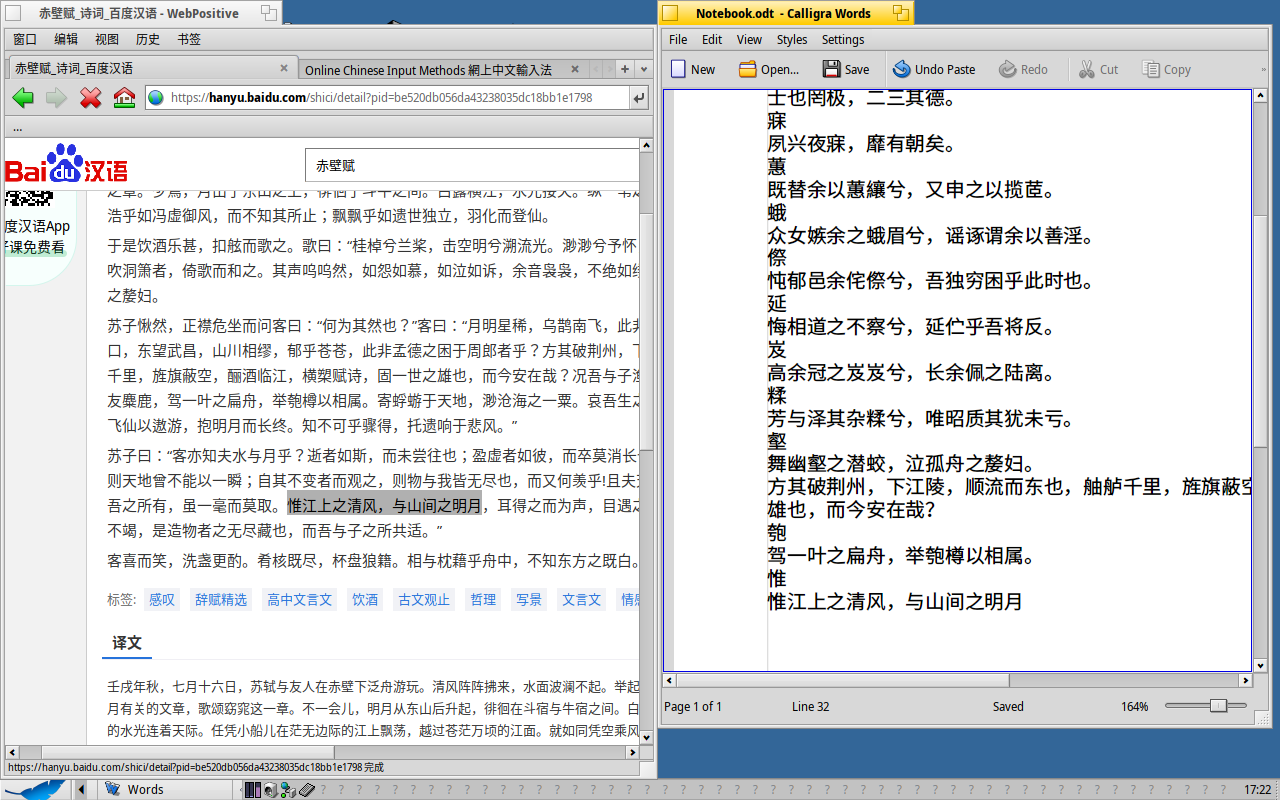 赤壁赋_诗词_百度汉语 - WebPositive
窗口 编辑 视图 历史 书签
赤壁赋_诗词_百度汉语
Online Chinese Input Methods 網上中文輸入法
https://hanyu.baidu.com/shici/detail?pid=be520db056da43238035dc18bb1e1798
...
Bai du 汉语
赤壁赋
度汉语App
课免费看
浩乎如冯虚御风，而不知其所止；飘飘乎如遗世独立，羽化而登仙。
于是饮酒乐甚，扣舷而歌之。歌曰：“桂棹兮兰桨，击空明兮溯流光。渺渺兮予怀
吹洞箫者，倚歌而和之。其声呜呜然，如怨如慕，如泣如诉，余音袅袅，不绝如
之嫠妇。
苏子愀然，正襟危坐而问客曰：“何为其然也？”客曰：“月明星稀，乌鹊南飞，此
口，东望武昌，山川相缪，郁乎苍苍，此非孟德之困于周郎者乎？方其破荆州，
千里，旌旗蔽空，酾酒临江，横槊赋诗，固一世之雄也，而今安在哉？况吾与子
友麋鹿，驾一叶之扁舟，举匏樽以相属。寄蜉蝣于天地，渺沧海之一粟。哀吾生之
飞仙以遨游，抱明月而长终。知不可乎骤得，托遗响于悲风。”
苏子曰：“客亦知夫水与月乎？逝者如斯，而未尝往也；盈虚者如彼，而卒莫消长
则天地曾不能以一瞬；自其不变者而观之，则物与我皆无尽也，而又何羡乎!且夫
吾之所有，虽一毫而莫取。惟江上之清风，与山间之明月，耳得之而为声，目遇之
不竭，是造物者之无尽藏也，而吾与子之所共适。”
客喜而笑，洗盏更酌。肴核既尽，杯盘狼籍。相与枕藉乎舟中，不知东方之既白。
标签: 感叹 辞赋精选 高中文言文 饮酒 古文观止 哲理 写景 文言文 情感
译文
壬戌年秋，七月十六日，苏轼与友人在赤壁下泛舟游玩。清风阵阵拂来，水面波澜不起。举起
月有关的文章，歌颂窈窕这一章。不一会儿，明月从东山后升起，徘徊在斗宿与牛宿之间。白
的水光连着天际。任凭小船儿在茫无边际的江上飘荡，越过苍茫万顷的江面。就如同凭空乘风
https://hanyu.baidu.com/shici/detail?pid=be520db056da43238035dc18bb1e1798 完成
Notebook.odt - Calligra Words
File Edit View Styles Settings
New Open... Save Undo Paste Redo Cut Copy
士也罔极，二三其德。
寐
夙兴夜寐，靡有朝矣。
蕙
既替余以蕙纕兮，又申之以揽茝。
蛾
众女嫉余之蛾眉兮，谣诼谓余以善淫。
傺
忳郁邑余侘傺兮，吾独穷困乎此时也。
延
悔相道之不察兮，延伫乎吾将反。
岌
高余冠之岌岌兮，长余佩之陆离。
糅
芳与泽其杂糅兮，唯昭质其犹未亏。
壑
舞幽壑之潜蛟，泣孤舟之嫠妇。
方其破荆州，下江陵，顺流而东也，舳舻千里，旌旗蔽空
雄也，而今安在哉？
匏
驾一叶之扁舟，举匏樽以相属。
惟
惟江上之清风，与山间之明月
Page 1 of 1 Line 32 Saved 164%
Words
17:22